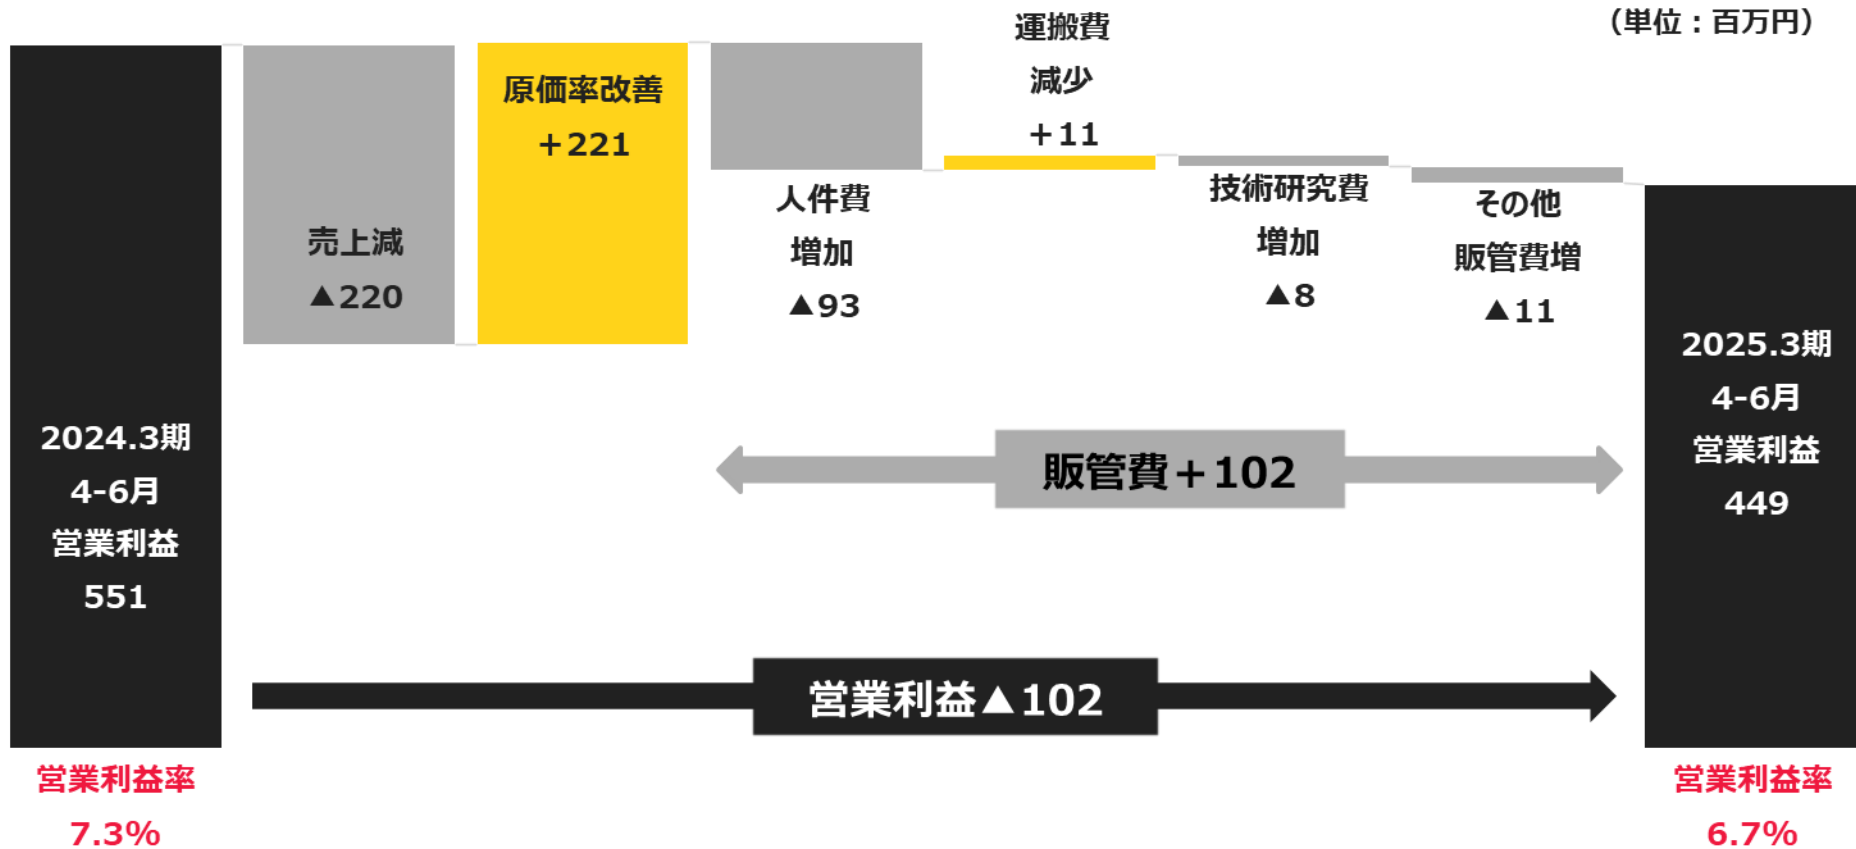 （単位：百万円）
2024.3期
4-6月
営業利益
551
売上減
▲220
原価率改善
＋221
人件費
増加
▲93
運搬費
減少
＋11
技術研究費
増加
▲8
その他
販管費増
▲11
2025.3期
4-6月
営業利益
449
販管費＋102
営業利益▲102
営業利益率
7.3%
営業利益率
6.7%